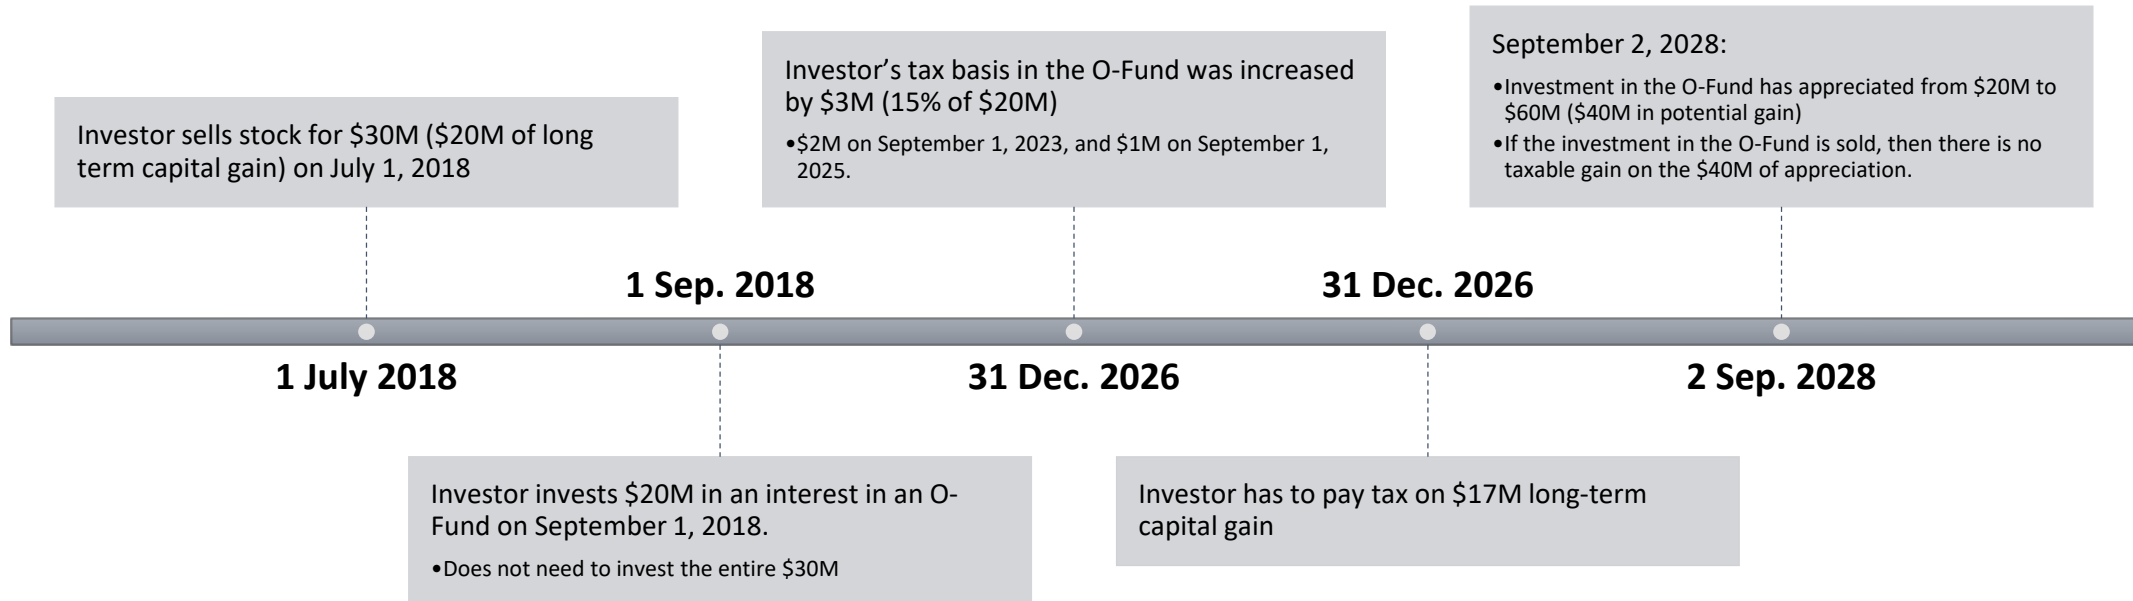 Investor sells stock for $30M ($20M of long
term capital gain) on July 1, 2018
1 July 2018
1 Sep. 2018
Investor invests $20M in an interest in an O-
Fund on September 1, 2018.
•Does not need to invest the entire $30M
Investor’s tax basis in the O-Fund was increased
by $3M (15% of $20M)
•$2M on September 1, 2023, and $1M on September 1,
2025.
31 Dec. 2026
31 Dec. 2026
Investor has to pay tax on $17M long-term
capital gain
September 2, 2028:
•Investment in the O-Fund has appreciated from $20M to
$60M ($40M in potential gain)
•If the investment in the O-Fund is sold, then there is no
taxable gain on the $40M of appreciation.
2 Sep. 2028